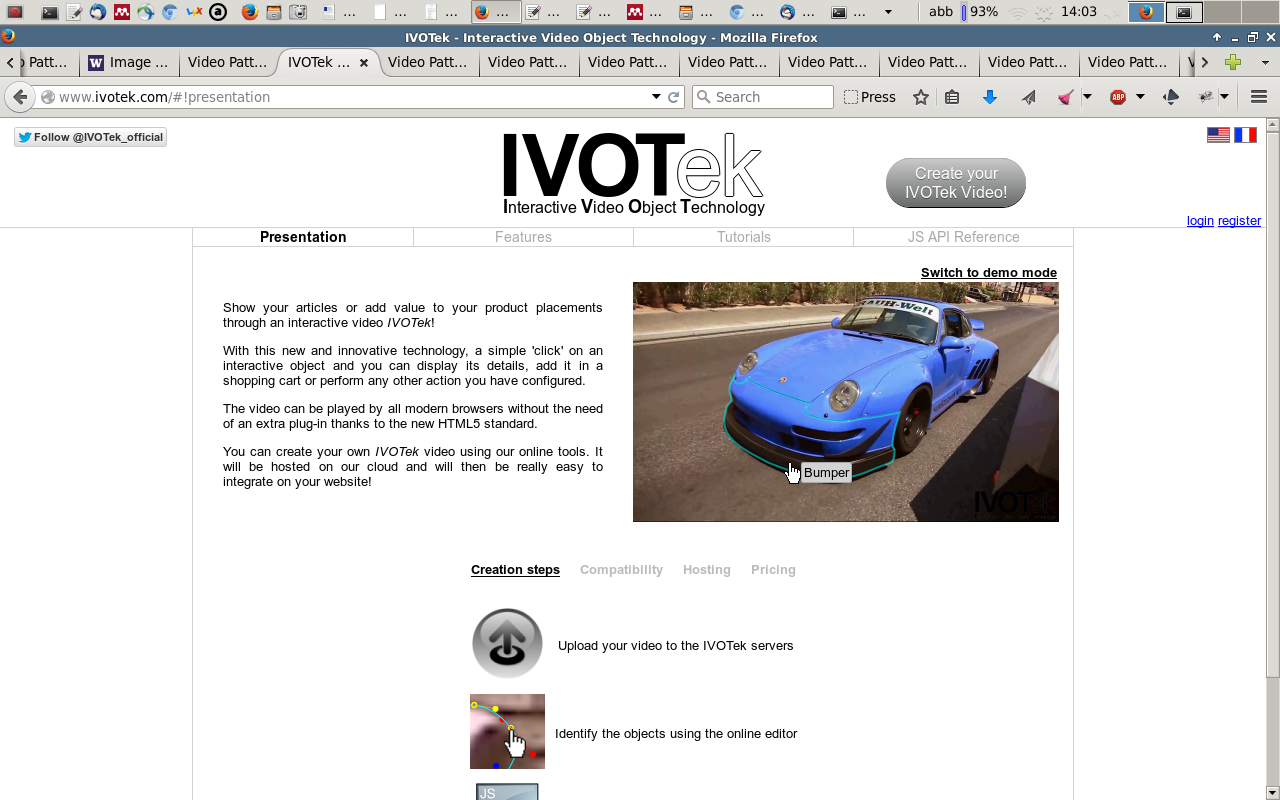 ... ... ... ... ... ... ... ... ... ... ... ... abb 93% 14:03
IVOTek - Interactive Video Object Technology - Mozilla Firefox
Patt... W Image ... Video Patt... IVOTek ... Video Patt... Video Patt... Video Patt... Video Patt... Video Patt... Video Patt... Video Patt... Video Patt...
www.ivotek.com/#!presentation Search Press ABP
Follow @IVOTek_official
IVOTek
Interactive Video Object Technology
Create your
IVOTek Video!
login register
Presentation Features Tutorials JS API Reference
Switch to demo mode
Show your articles or add value to your product placements
through an interactive video IVOTek!
With this new and innovative technology, a simple 'click' on an
interactive object and you can display its details, add it in a
shopping cart or perform any other action you have configured.
The video can be played by all modern browsers without the need
of an extra plug-in thanks to the new HTML5 standard.
You can create your own IVOTek video using our online tools. It
will be hosted on our cloud and will then be really easy to
integrate on your website!
Bumper
IVOTek
Creation steps Compatibility Hosting Pricing
Upload your video to the IVOTek servers
Identify the objects using the online editor
JS